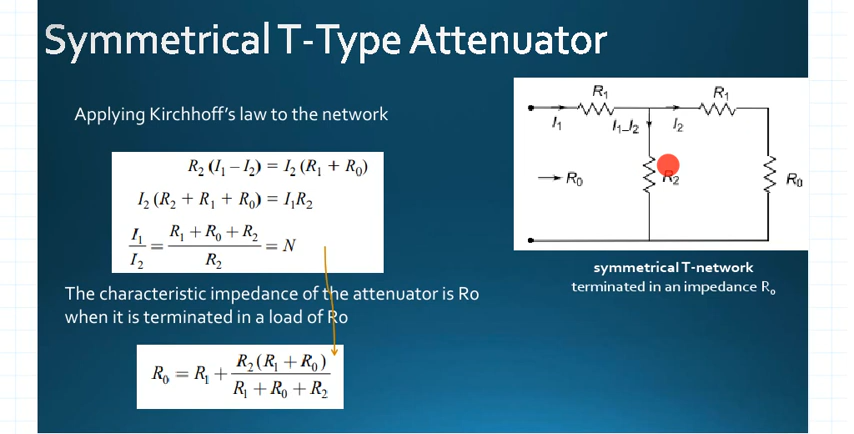 Symmetrical T-Type Attenuator
Applying Kirchhoff's law to the network
R₂ (I₁ – I₂) = I₂ (R₁ + R₀)
I₂ (R₂ + R₁ + R₀) = I₁R₂
I₁/I₂ = (R₁ + R₀ + R₂)/R₂ = N
The characteristic impedance of the attenuator is Ro
when it is terminated in a load of Ro
R₀ = R₁ + R₂(R₁ + R₀)/(R₁ + R₀ + R₂)
R₁ R₁
I₁ I₁_I₂ I₂
R₀ R₂ R₀
symmetrical T-network
terminated in an impedance Rₒ